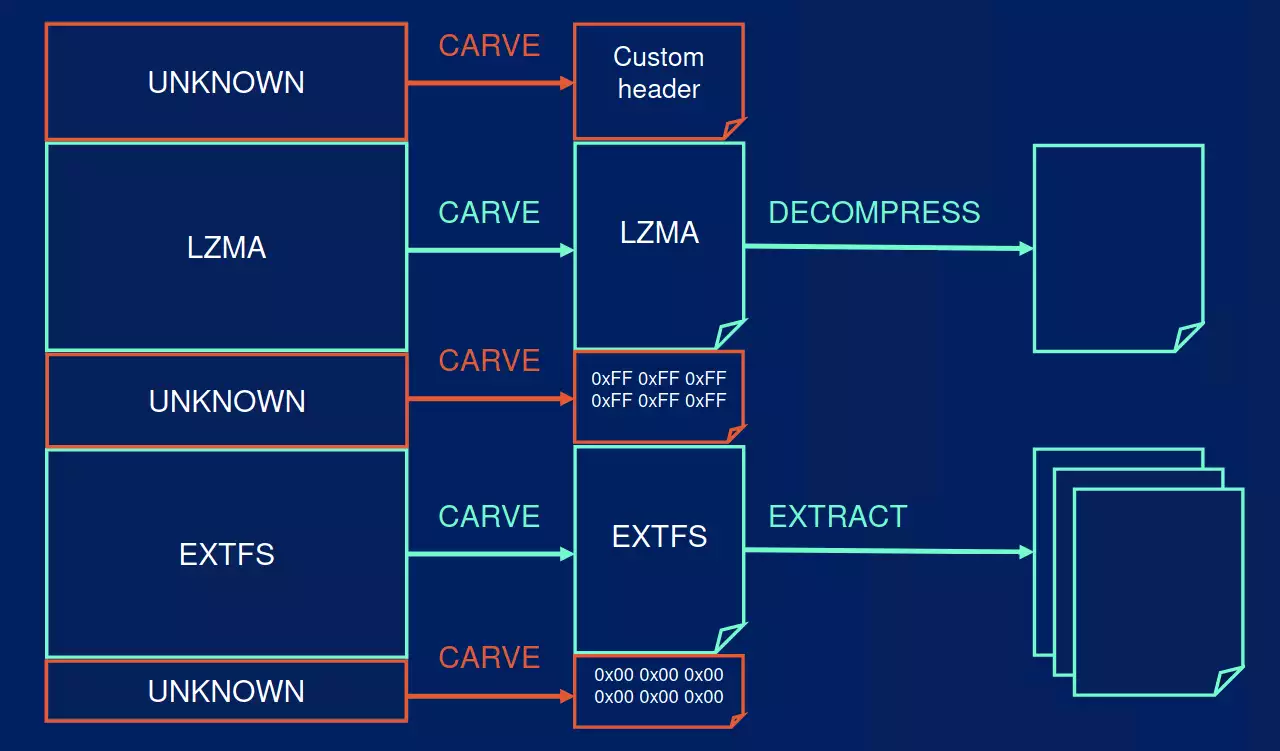 UNKNOWN
CARVE
Custom
header
LZMA
CARVE
LZMA
DECOMPRESS
UNKNOWN
CARVE
0xFF 0xFF 0xFF
0xFF 0xFF 0xFF
EXTFS
CARVE
EXTFS
EXTRACT
UNKNOWN
CARVE
0x00 0x00 0x00
0x00 0x00 0x00